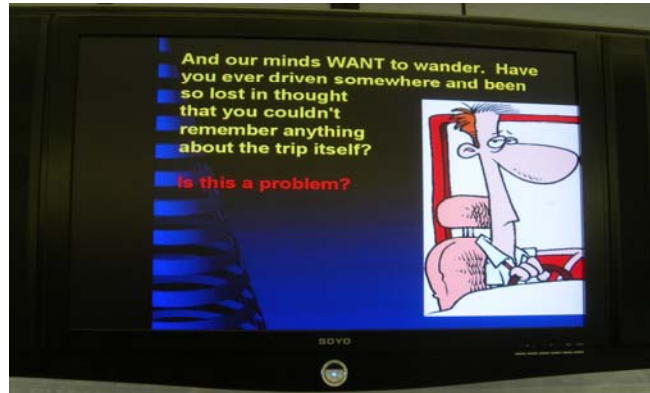 And our minds WANT to wander. Have
you ever driven somewhere and been
so lost in thought
that you couldn't
remember anything
about the trip itself?
Is this a problem?
SOYO